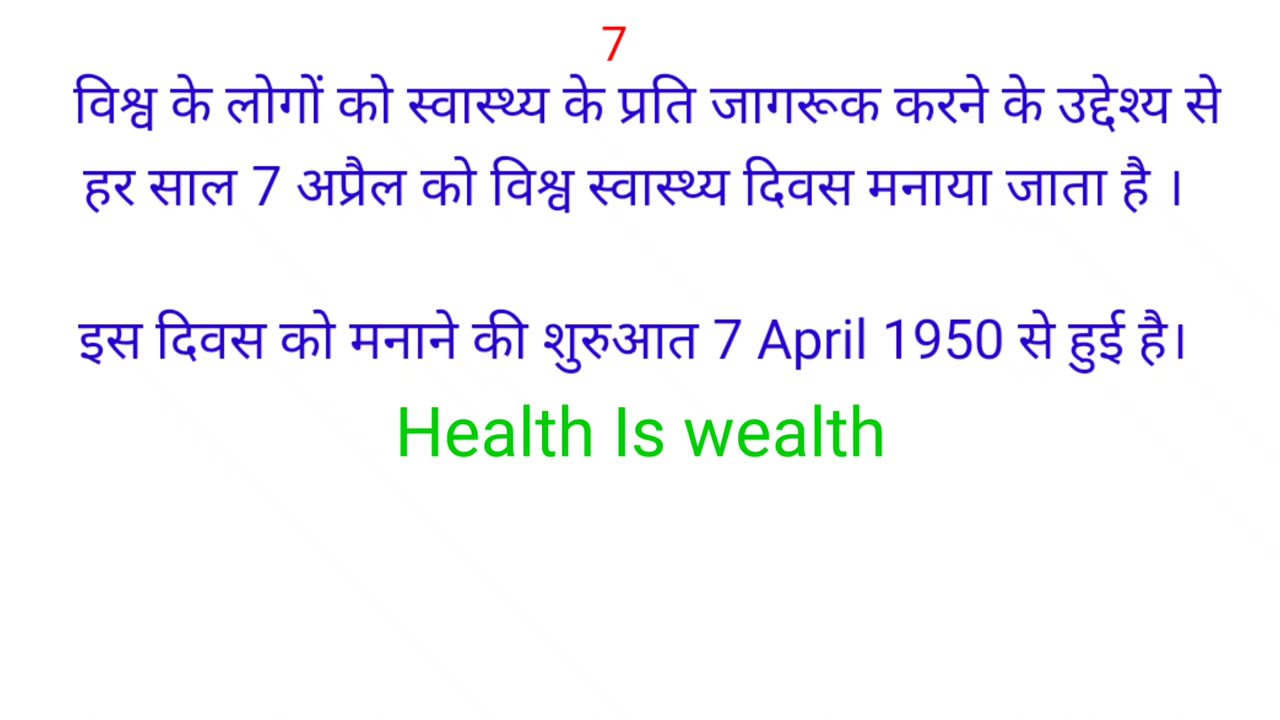 7
विश्व के लोगों को स्वास्थ्य के प्रति जागरूक करने के उद्देश्य से
हर साल 7 अप्रैल को विश्व स्वास्थ्य दिवस मनाया जाता है ।
इस दिवस को मनाने की शुरुआत 7 April 1950 से हुई है।
Health Is wealth